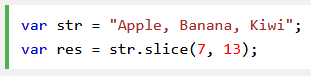 var str = "Apple, Banana, Kiwi";
var res = str.slice(7, 13);